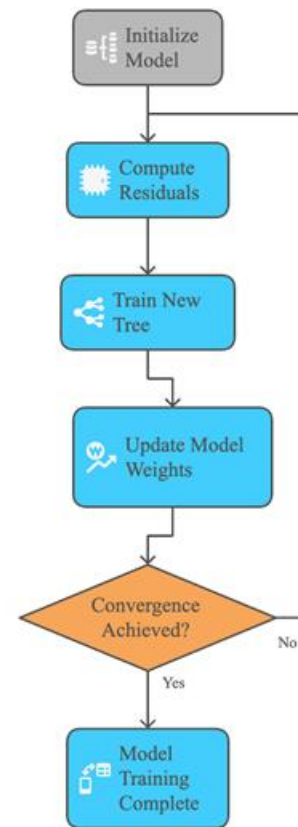 Initialize
Model
Compute
Residuals
Train New
Tree
W
Update Model
Weights
Convergence
Achieved?
No
Yes
Model
Training
Complete